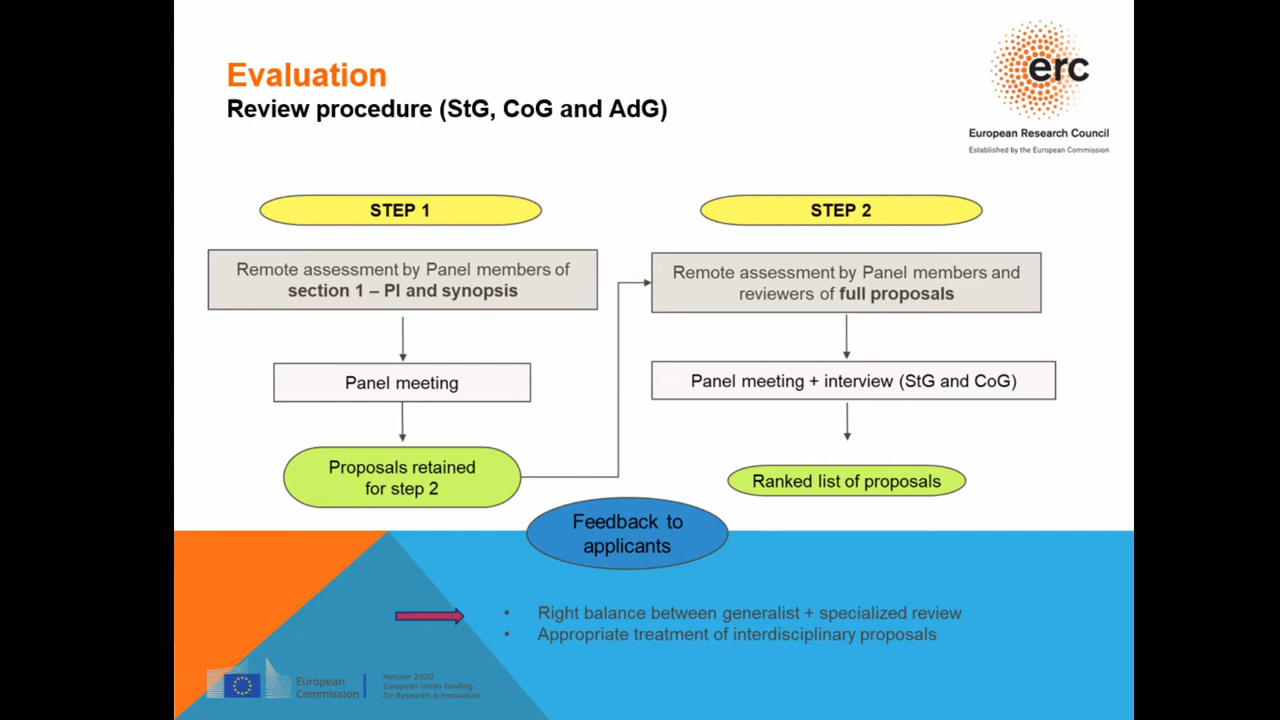 Evaluation
Review procedure (StG, CoG and AdG)
erc
European Research Council
Established by the European Commission
STEP 1
Remote assessment by Panel members of
section 1 – PI and synopsis
Panel meeting
Proposals retained
for step 2
STEP 2
Remote assessment by Panel members and
reviewers of full proposals
Panel meeting + interview (StG and CoG)
Ranked list of proposals
Feedback to
applicants
• Right balance between generalist + specialized review
• Appropriate treatment of interdisciplinary proposals
European
Commission
Horizon 2020
European Union funding
for Research & Innovation